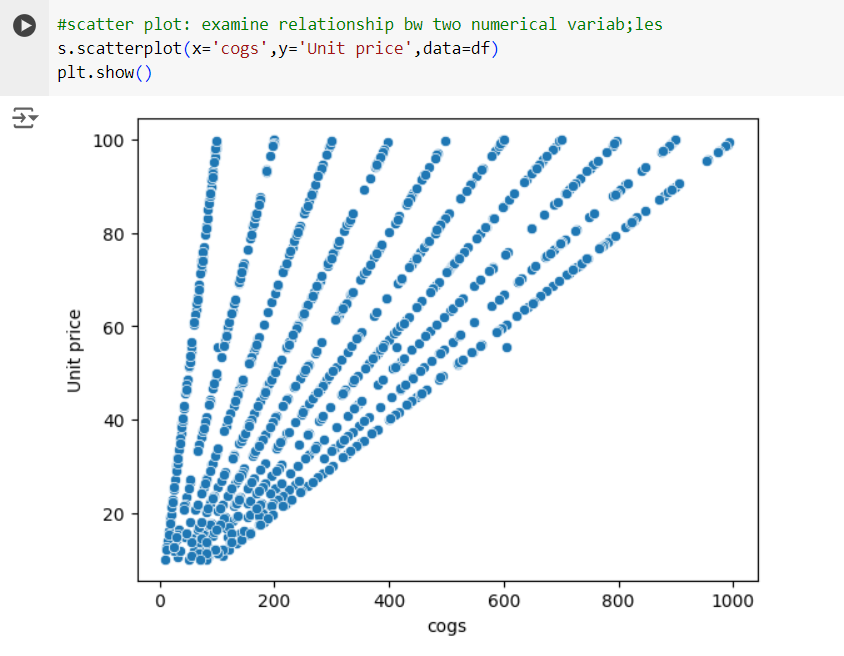 #scatter plot: examine relationship bw two numerical variab;les
s.scatterplot(x='cogs',y='Unit price',data=df)
plt.show()
100
80
60
40
20
Unit price
0 200 400 600 800 1000
cogs